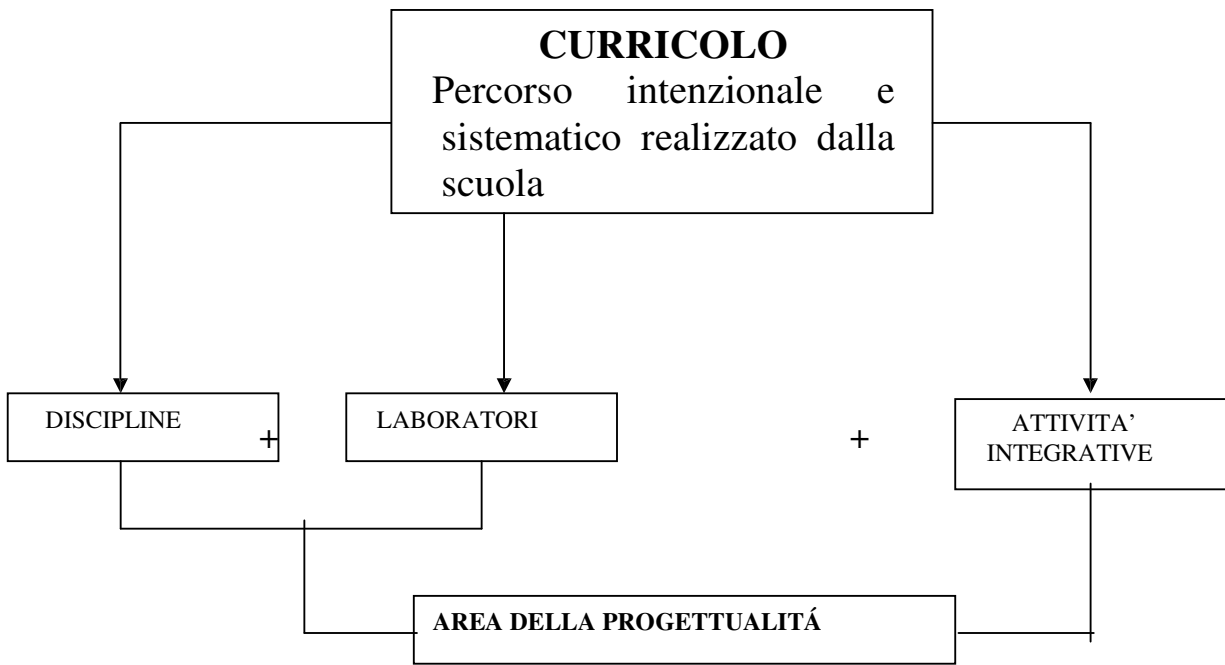 +
CURRICOLO
Percorso intenzionale e
sistematico realizzato dalla
scuola
DISCIPLINE
+
LABORATORI
+
ATTIVITA’
INTEGRATIVE
AREA DELLA PROGETTUALITÁ